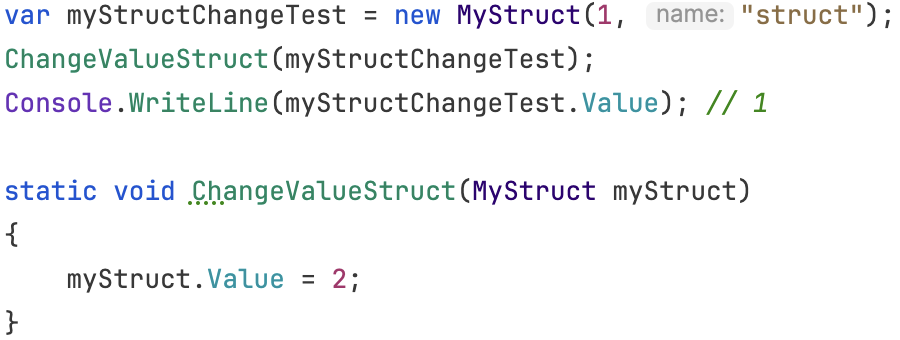 var myStructChangeTest = new MyStruct(1, name: "struct");
ChangeValueStruct(myStructChangeTest);
Console.WriteLine(myStructChangeTest.Value); // 1
static void ChangeValueStruct(MyStruct myStruct)
{
    myStruct.Value = 2;
}